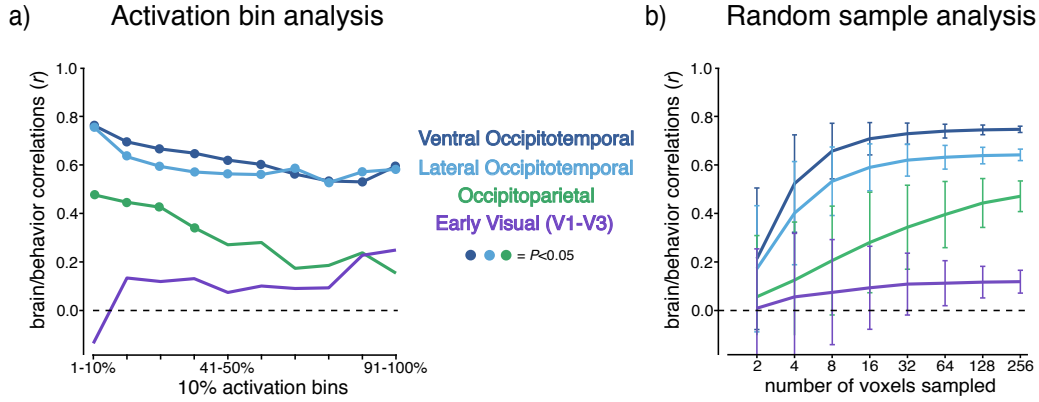 a)
Activation bin analysis
brain/behavior correlations (r)
1.0
0.8
0.6
0.4
0.2
0.0
1-10%
41-50%
91-100%
10% activation bins
Ventral Occipitotemporal
Lateral Occipitotemporal
Occipitoparietal
Early Visual (V1-V3)
= P<0.05
b)
Random sample analysis
brain/behavior correlations (r)
1.0
0.8
0.6
0.4
0.2
0.0
2 4 8 16 32 64 128 256
number of voxels sampled